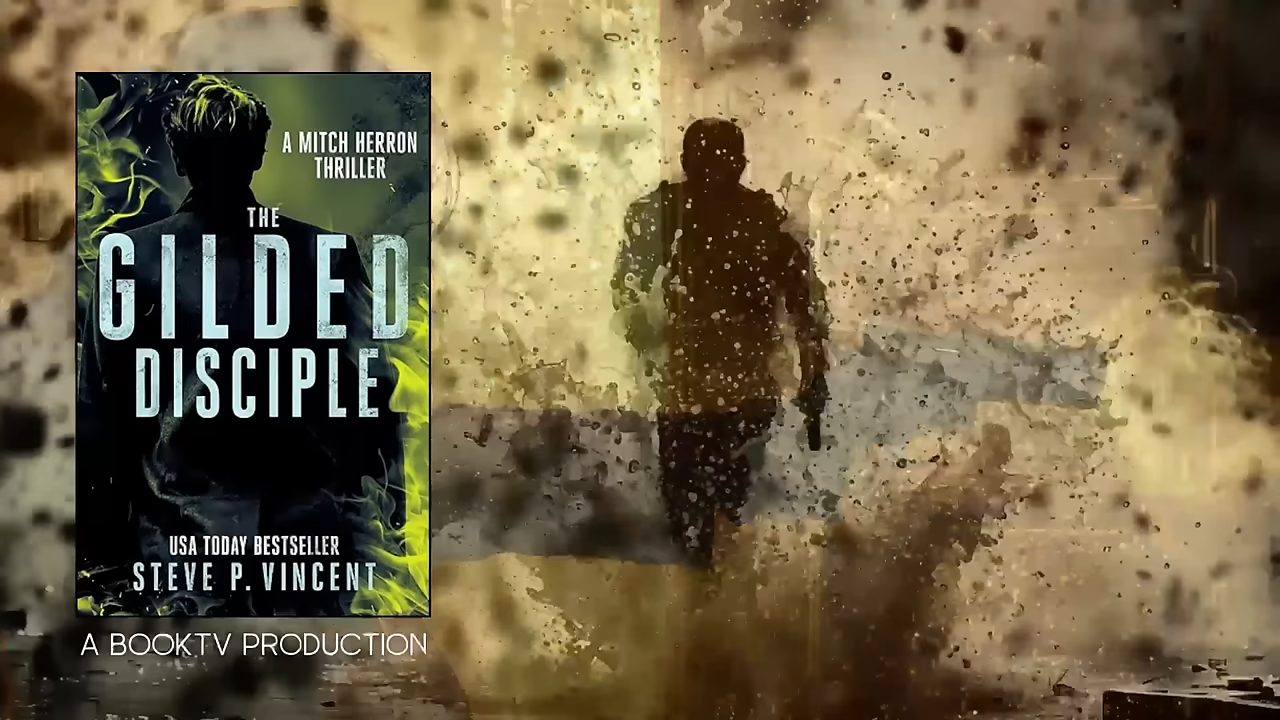 A MITCH HERRON
THRILLER
THE
GILDED
DISCIPLE
USA TODAY BESTSELLER
STEVE P. VINCENT
A BOOKTV PRODUCTION